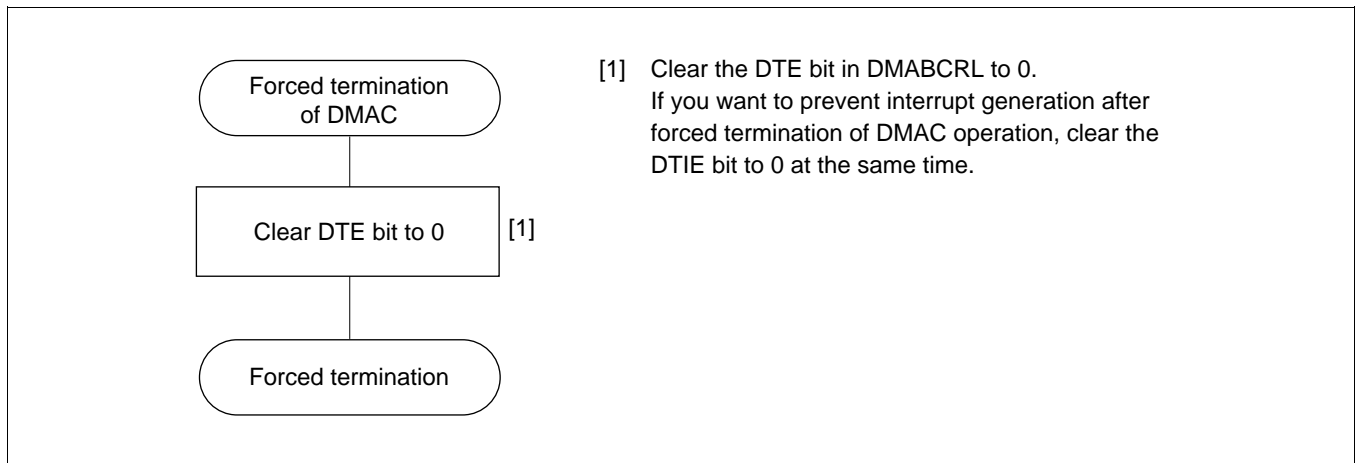 Forced termination
of DMAC
Clear DTE bit to 0
[1]
Forced termination
[1] Clear the DTE bit in DMABCRL to 0.
If you want to prevent interrupt generation after
forced termination of DMAC operation, clear the
DTIE bit to 0 at the same time.